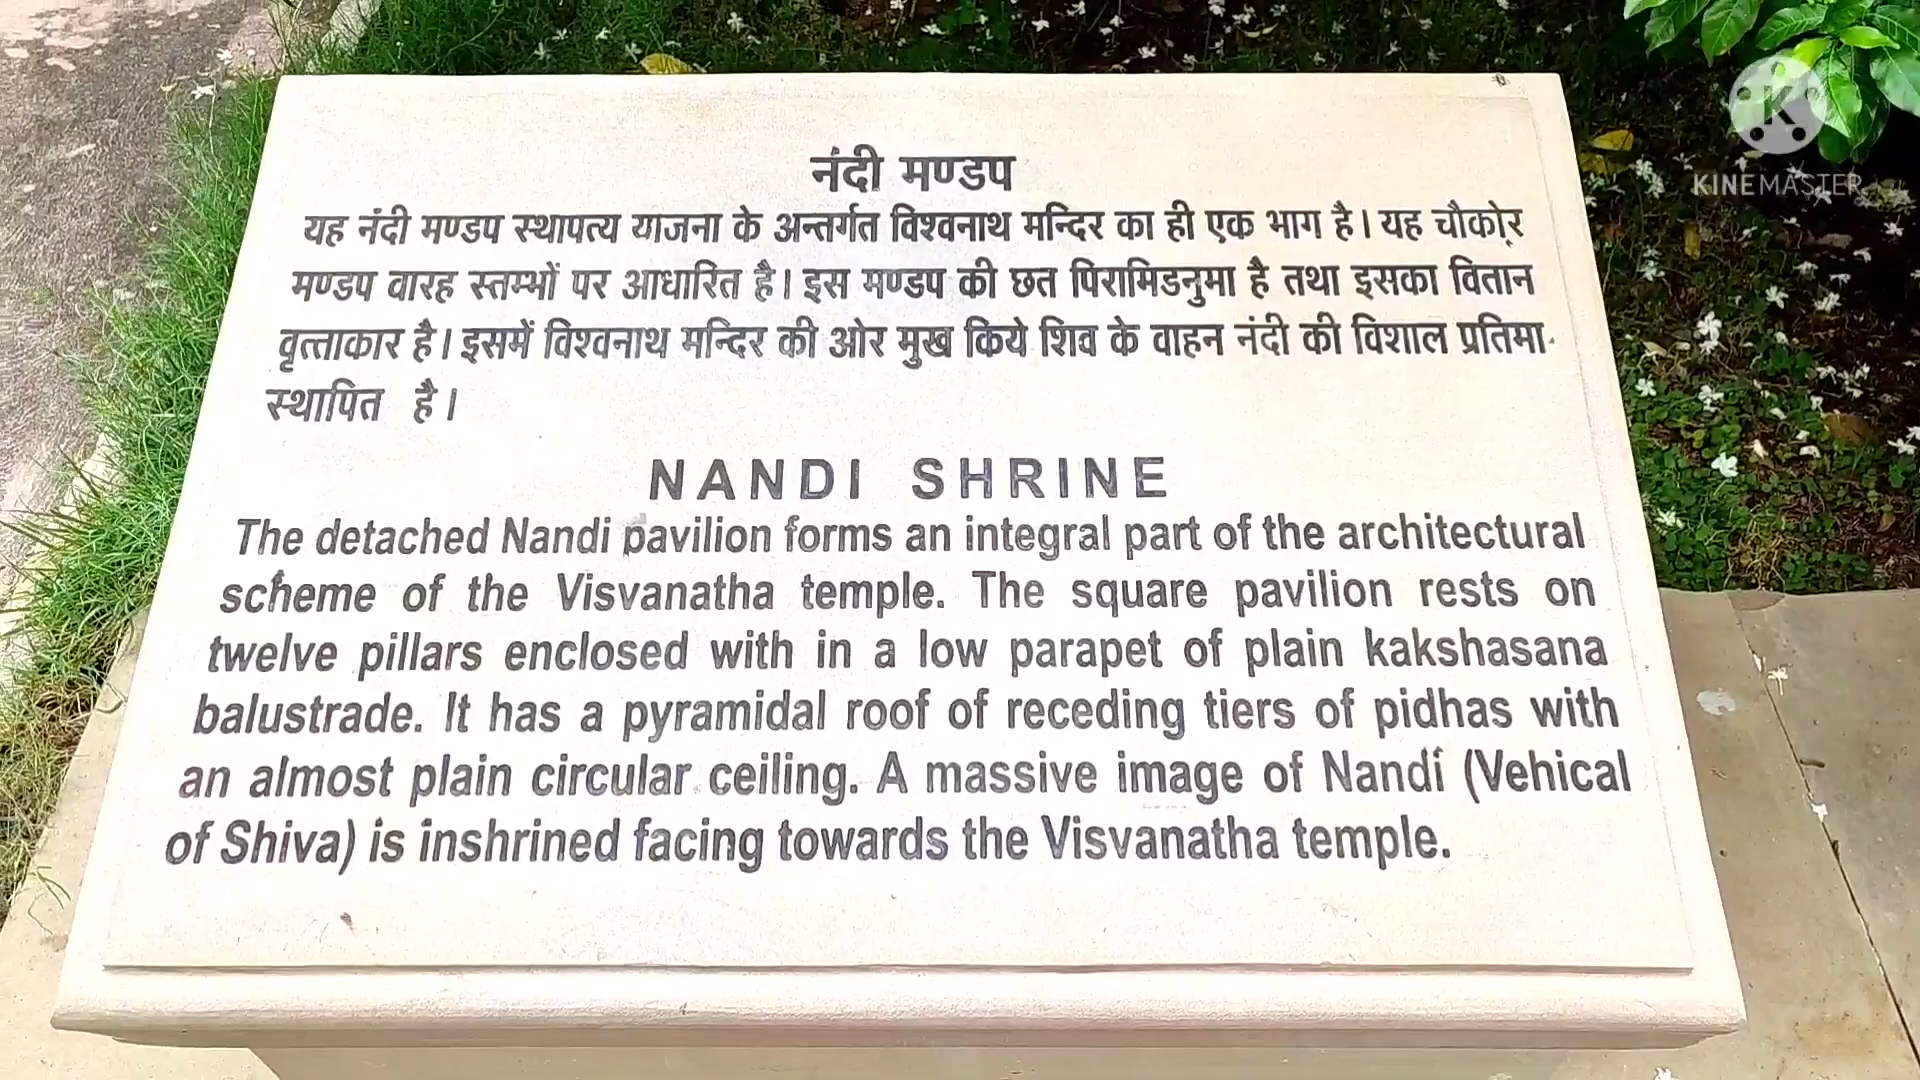 नंदी मण्डप
यह नंदी मण्डप स्थापत्य याजना के अन्तर्गत विश्वनाथ मन्दिर का ही एक भाग है। यह चौकोर
मण्डप वारह स्तम्भों पर आधारित है। इस मण्डप की छत पिरामिडनुमा है तथा इसका वितान
वृत्ताकार है। इसमें विश्वनाथ मन्दिर की ओर मुख किये शिव के वाहन नंदी की विशाल प्रतिमा
स्थापित है।
NANDI SHRINE
The detached Nandi pavilion forms an integral part of the architectural
scheme of the Visvanatha temple. The square pavilion rests on
twelve pillars enclosed with in a low parapet of plain kakshasana
balustrade. It has a pyramidal roof of receding tiers of pidhas with
an almost plain circular ceiling. A massive image of Nandi (Vehical
of Shiva) is inshrined facing towards the Visvanatha temple.
K
KINEMASTER